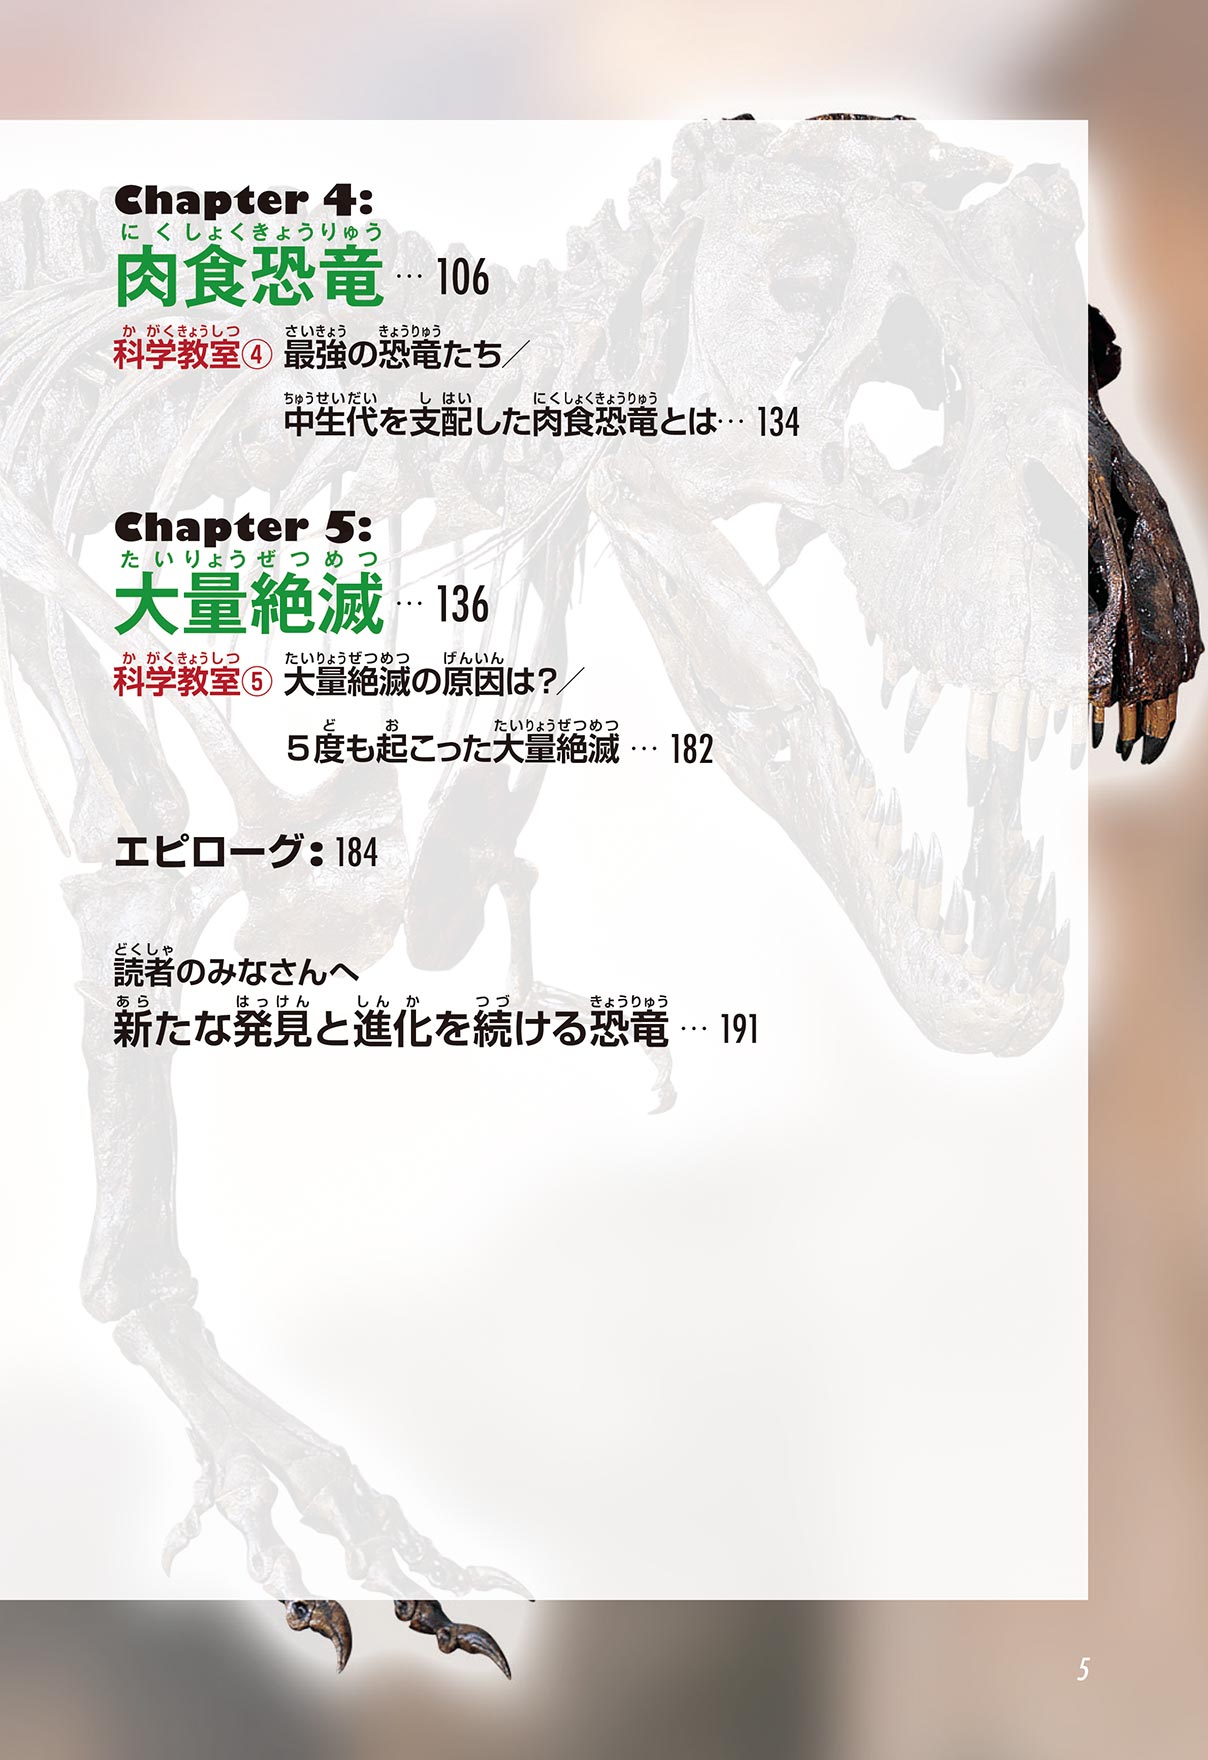 Chapter 4:
にくしょくきょうりゅう
肉食恐竜… 106
かがくきょうしつ さいきょう きょうりゅう
科学教室④ 最強の恐竜たち／
ちゅうせいだい しはい にくしょくきょうりゅう
中生代を支配した肉食恐竜とは… 134
Chapter 5:
たいりょうぜつめつ
大量絶滅… 136
かがくきょうしつ たいりょうぜつめつ げんいん
科学教室⑤ 大量絶滅の原因は？／
ど お たいりょうぜつめつ
５度も起こった大量絶滅… 182
エピローグ: 184
どくしゃ
読者のみなさんへ
あら はっけん しんか つづ きょうりゅう
新たな発見と進化を続ける恐竜… 191
5